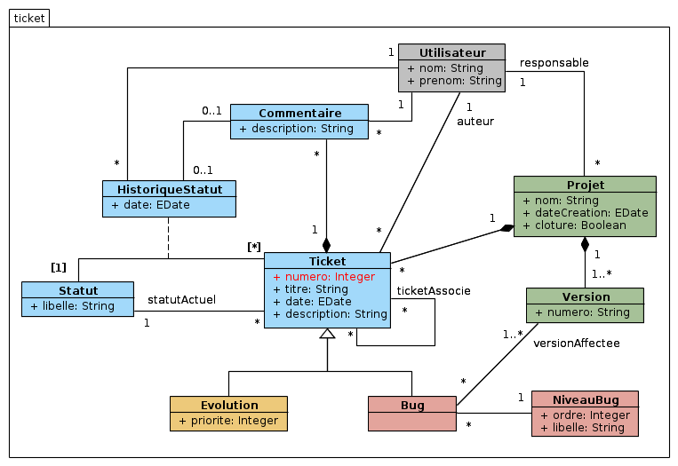 ticket
Utilisateur
+ nom: String
+ prenom: String
1
responsable
1
1
1
auteur
0..1
Commentaire
+ description: String
*
*
*
*
HistoriqueStatut
+ date: EDate
0..1
Projet
+ nom: String
+ dateCreation: EDate
+ cloture: Boolean
1
1
*
[*]
[1]
1
*
1..*
Ticket
+ numero: Integer
+ titre: String
+ date: EDate
+ description: String
ticketAssocie
*
*
Statut
+ libelle: String
statutActuel
1
*
Version
+ numero: String
1..*
versionAffectee
*
Evolution
+ priorite: Integer
Bug
*
1
NiveauBug
+ ordre: Integer
+ libelle: String